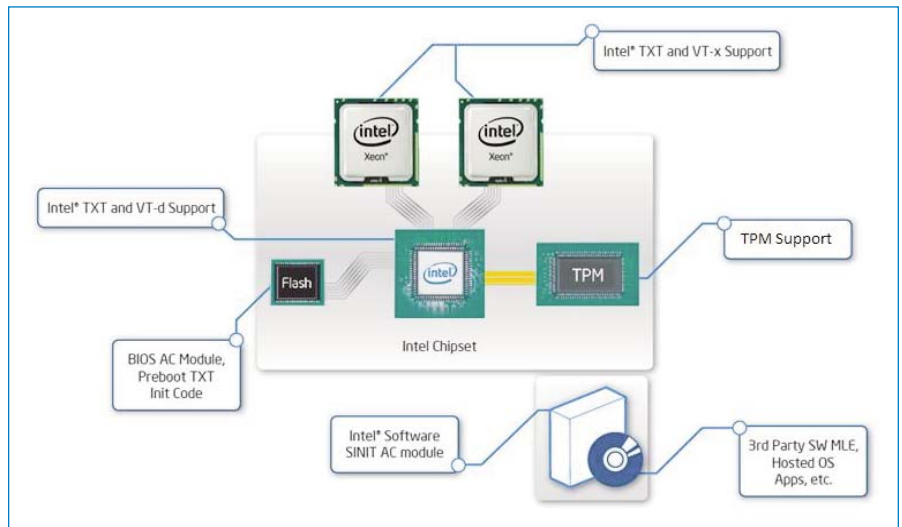 Intel® TXT and VT-x Support
intel
Xeon®
intel
Xeon®
Intel® TXT and VT-d Support
TPM Support
Flash
intel
TPM
Intel Chipset
BIOS AC Module,
Preboot TXT
Init Code
Intel® Software
SINIT AC module
3rd Party SW MLE,
Hosted OS
Apps, etc.